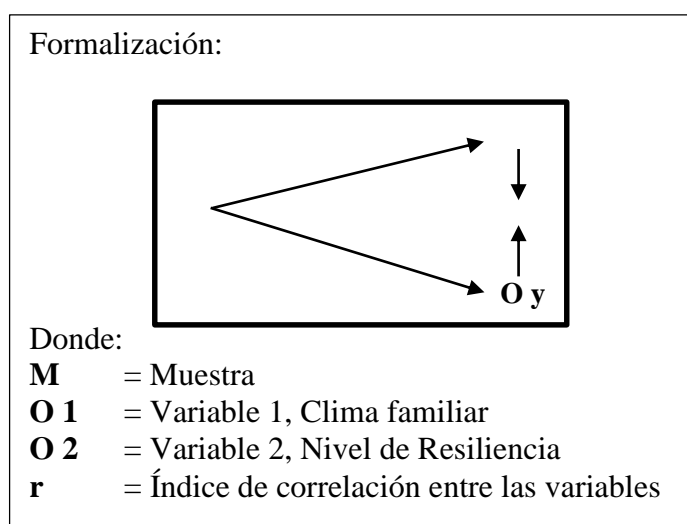 Formalización:
O y
Donde:
M = Muestra
O 1 = Variable 1, Clima familiar
O 2 = Variable 2, Nivel de Resiliencia
r = Índice de correlación entre las variables